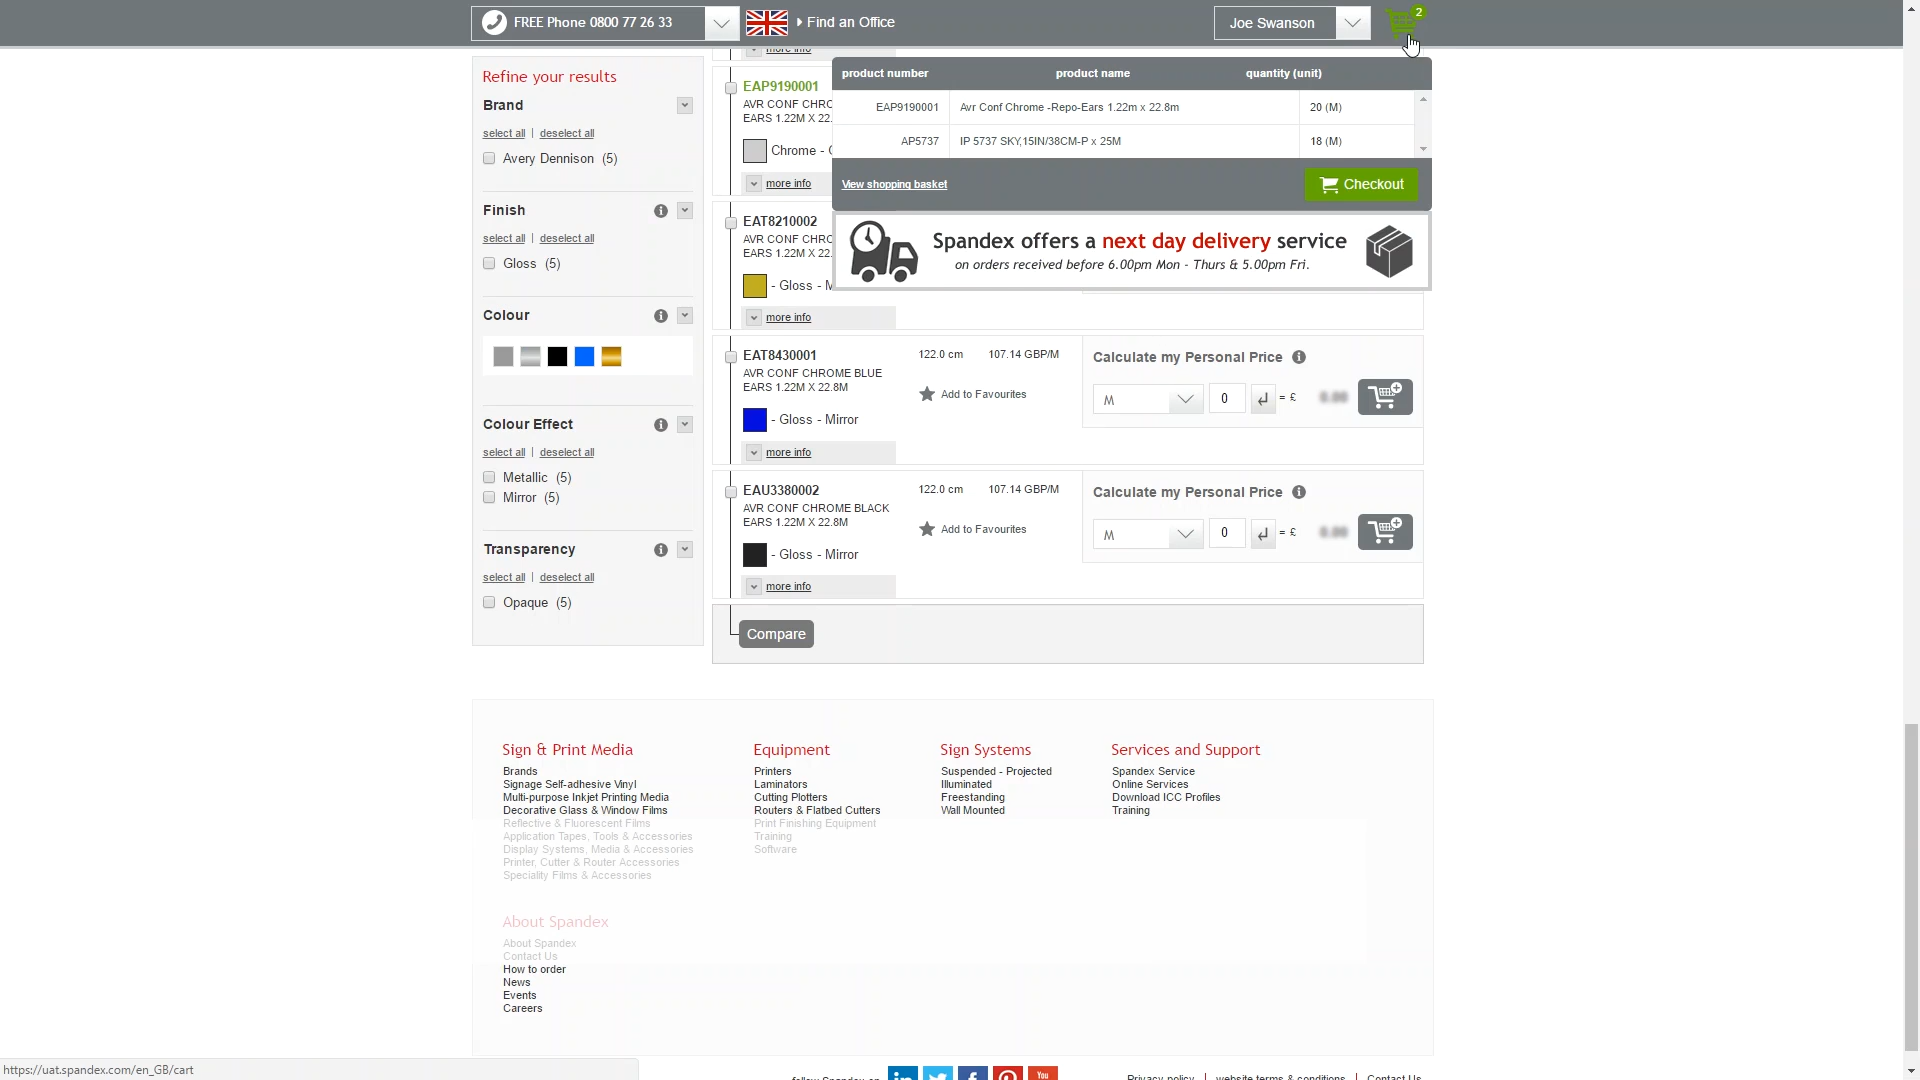 FREE Phone 0800 77 26 33
Find an Office
Joe Swanson
2
product number product name quantity (unit)
EAP9190001 Avr Conf Chrome -Repo-Ears 1.22m x 22.8m 20 (M)
AP5737 IP 5737 SKY,15IN/38CM-P x 25M 18 (M)
View shopping basket
Checkout
Spandex offers a next day delivery service
on orders received before 6.00pm Mon - Thurs & 5.00pm Fri.
Refine your results
Brand
select all | deselect all
Avery Dennison (5)
Finish
select all | deselect all
Gloss (5)
Colour
Colour Effect
select all | deselect all
Metallic (5)
Mirror (5)
Transparency
select all | deselect all
Opaque (5)
more info
EAP9190001
AVR CONF CHRO
EARS 1.22M X 22.
Chrome -
more info
EAT8210002
AVR CONF CHRO
EARS 1.22M X 22.
- Gloss -
more info
EAT8430001 122.0 cm 107.14 GBP/M
AVR CONF CHROME BLUE
EARS 1.22M X 22.8M
Add to Favourites
- Gloss - Mirror
more info
Calculate my Personal Price
M 0 = £
EAU3380002 122.0 cm 107.14 GBP/M
AVR CONF CHROME BLACK
EARS 1.22M X 22.8M
Add to Favourites
- Gloss - Mirror
more info
Calculate my Personal Price
M 0 = £
Compare
Sign & Print Media
Brands
Signage Self-adhesive Vinyl
Multi-purpose Inkjet Printing Media
Decorative Glass & Window Films
Reflective & Fluorescent Films
Application Tapes, Tools & Accessories
Display Systems, Media & Accessories
Printer, Cutter & Router Accessories
Speciality Films & Accessories
Equipment
Printers
Laminators
Cutting Plotters
Routers & Flatbed Cutters
Print Finishing Equipment
Training
Software
Sign Systems
Suspended - Projected
Illuminated
Freestanding
Wall Mounted
Services and Support
Spandex Service
Online Services
Download ICC Profiles
Training
About Spandex
About Spandex
Contact Us
How to order
News
Events
Careers
follow Spandex on
in
You
Privacy policy | website terms & conditions | Contact Us
https://uat.spandex.com/en_GB/cart